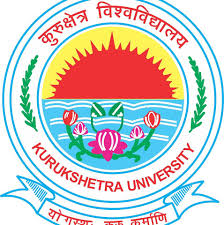 कुरुक्षेत्र विश्वविद्यालय
KURUKSHETRA UNIVERSITY
योगस्थः कुरु कर्माणि